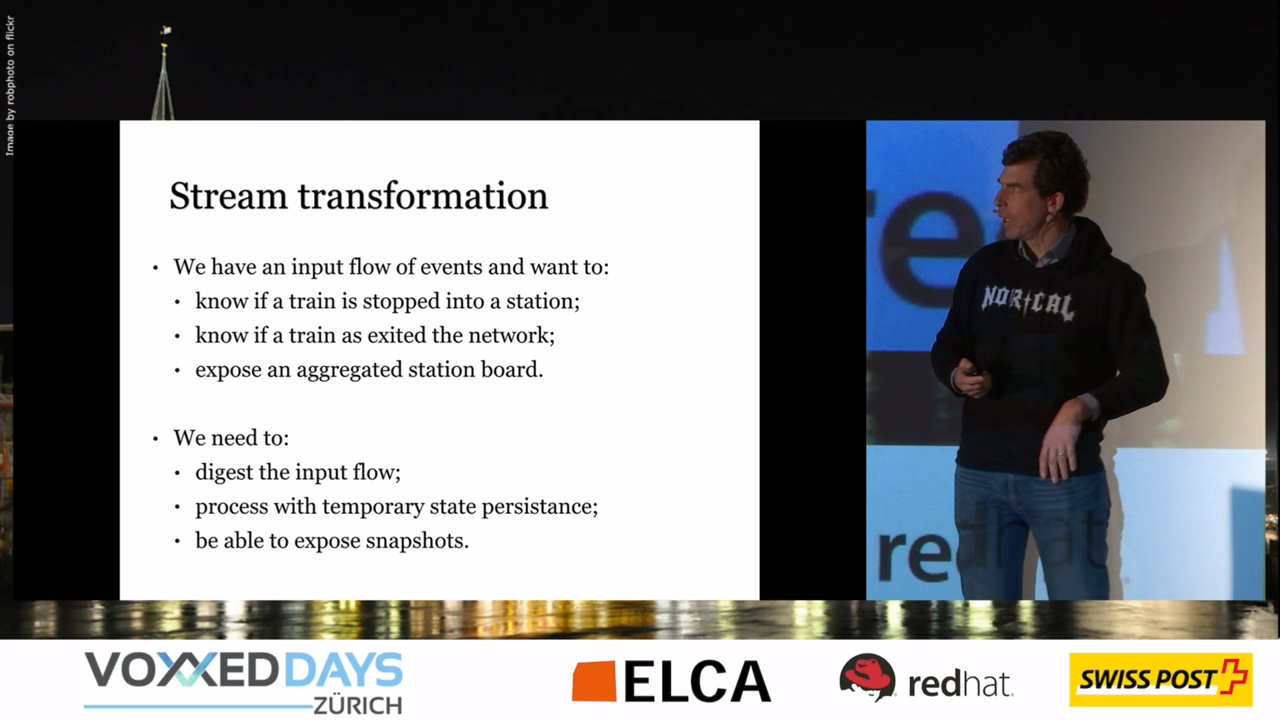 Image by robphoto on flickr
Stream transformation
• We have an input flow of events and want to:
• know if a train is stopped into a station;
• know if a train as exited the network;
• expose an aggregated station board.
• We need to:
• digest the input flow;
• process with temporary state persistance;
• be able to expose snapshots.
NOR CAL
re
redhat
VOXXED DAYS
ZÜRICH
ELCA
redhat.
SWISS POST